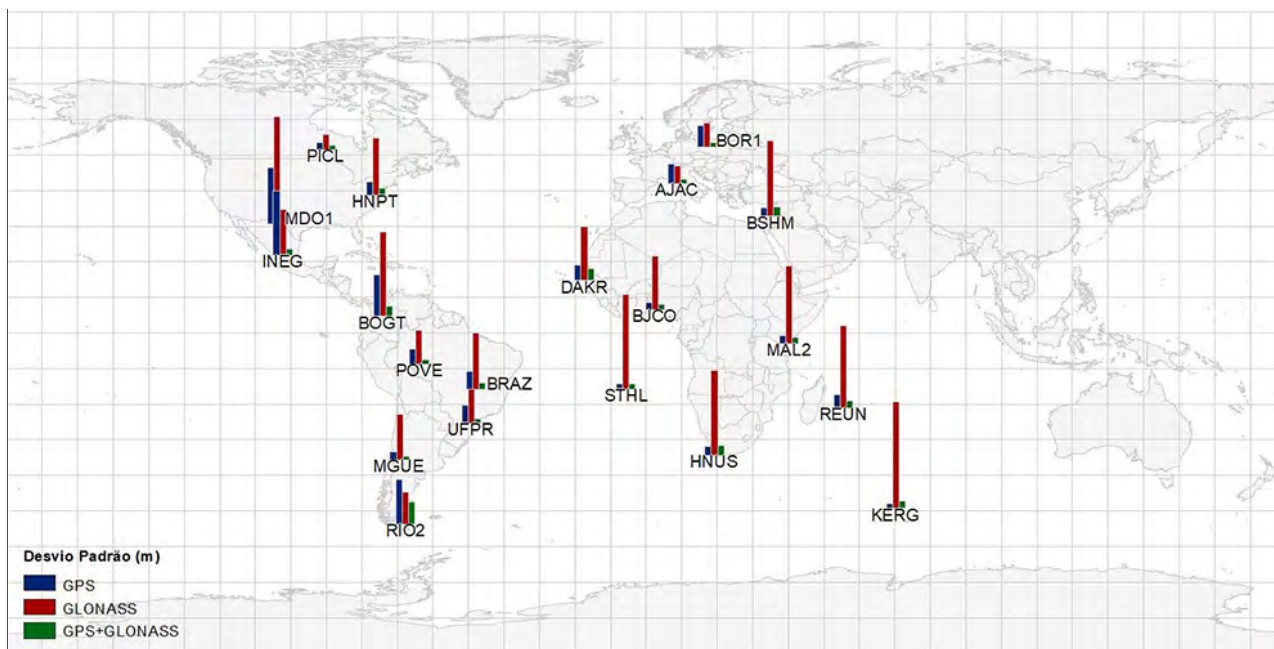 PICL
HNPT
MDO1
INEG
BOGT
POVE
BRAZ
UFPR
MGUE
RIO2
BOR1
AJAC
BSHM
DAKR
BJCO
MAL2
STHL
REUN
HNUS
KERG
Desvio Padrão (m)
GPS
GLONASS
GPS+GLONASS